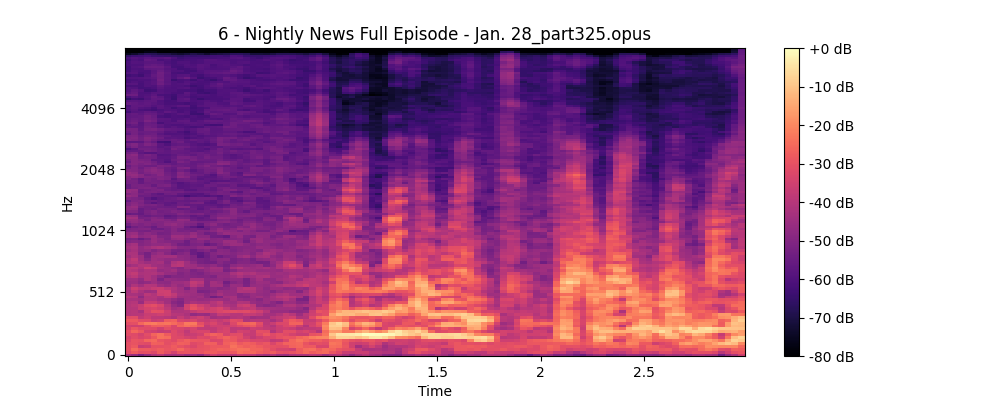 6 - Nightly News Full Episode - Jan. 28_part325.opus
Hz
4096
2048
1024
512
0
0
0.5
1
1.5
2
2.5
Time
+0 dB
-10 dB
-20 dB
-30 dB
-40 dB
-50 dB
-60 dB
-70 dB
-80 dB